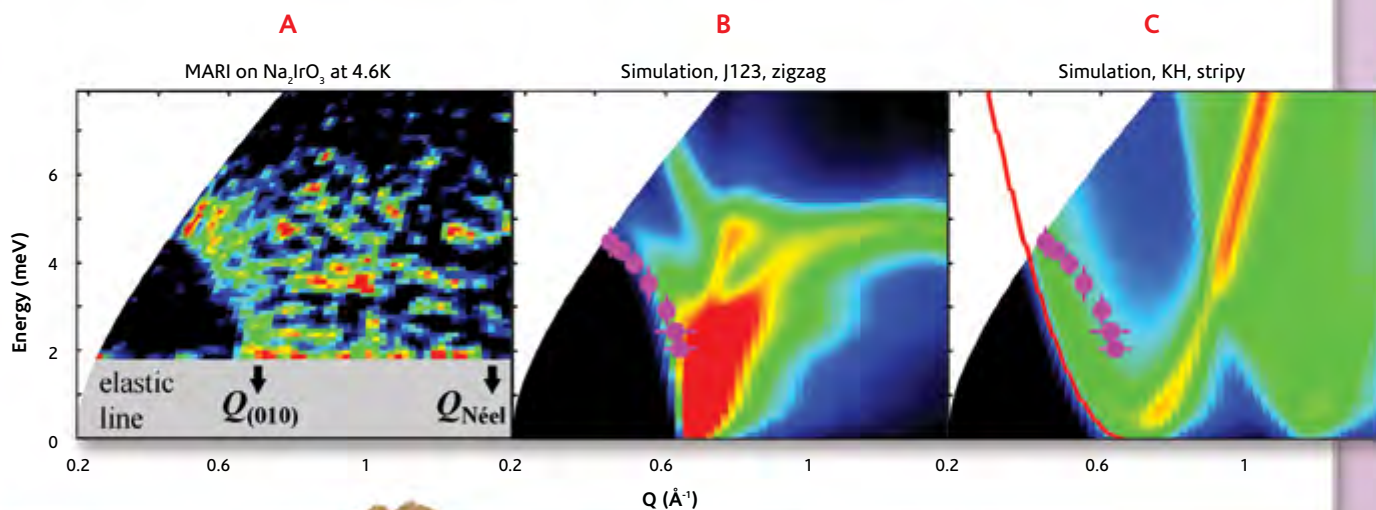 A
B
C
MARI on Na₂IrO₃ at 4.6K
Simulation, J123, zigzag
Simulation, KH, stripy
Energy (meV)
6
4
2
0
elastic
line
Q(010)
QNéel
0.2
0.6
1
0.2
0.6
1
0.2
0.6
1
Q (Å⁻¹)